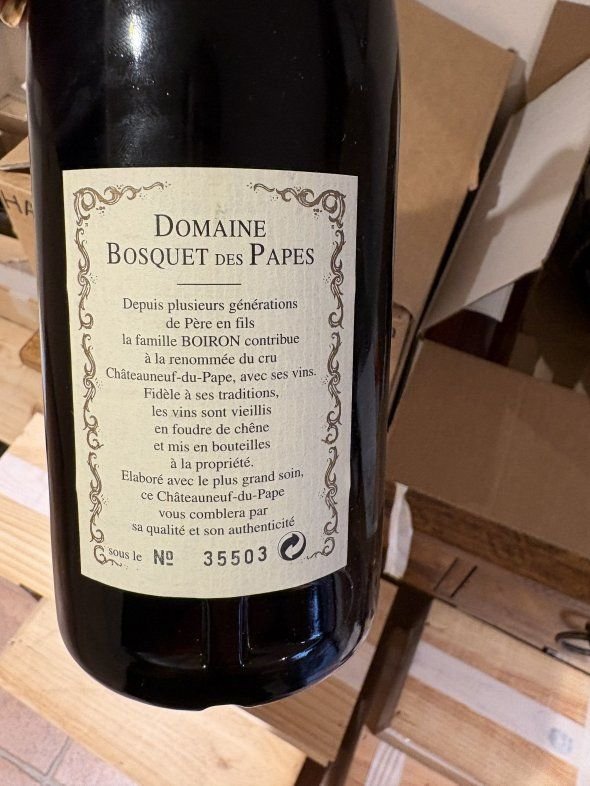 DOMAINE
BOSQUET DES PAPES
Depuis plusieurs générations
de Père en fils
la famille BOIRON contribue
à la renommée du cru
Châteauneuf-du-Pape, avec ses vins.
Fidèle à ses traditions,
les vins sont vieillis
en foudre de chêne
et mis en bouteilles
à la propriété.
Elaboré avec le plus grand soin,
ce Châteauneuf-du-Pape
vous comblera par
sa qualité et son authenticité
sous le Nº 35503
HA